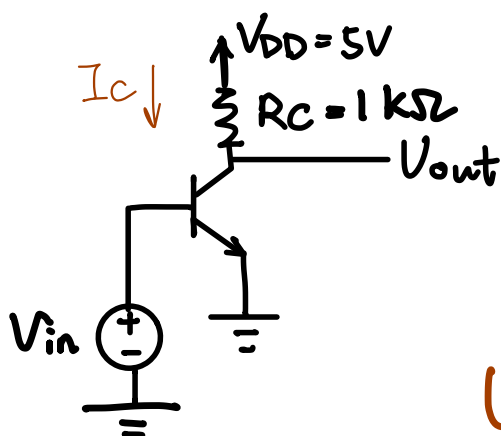 VDD = 5V
IC ↓
RC = 1 kΩ
Vout
+
Vin
−